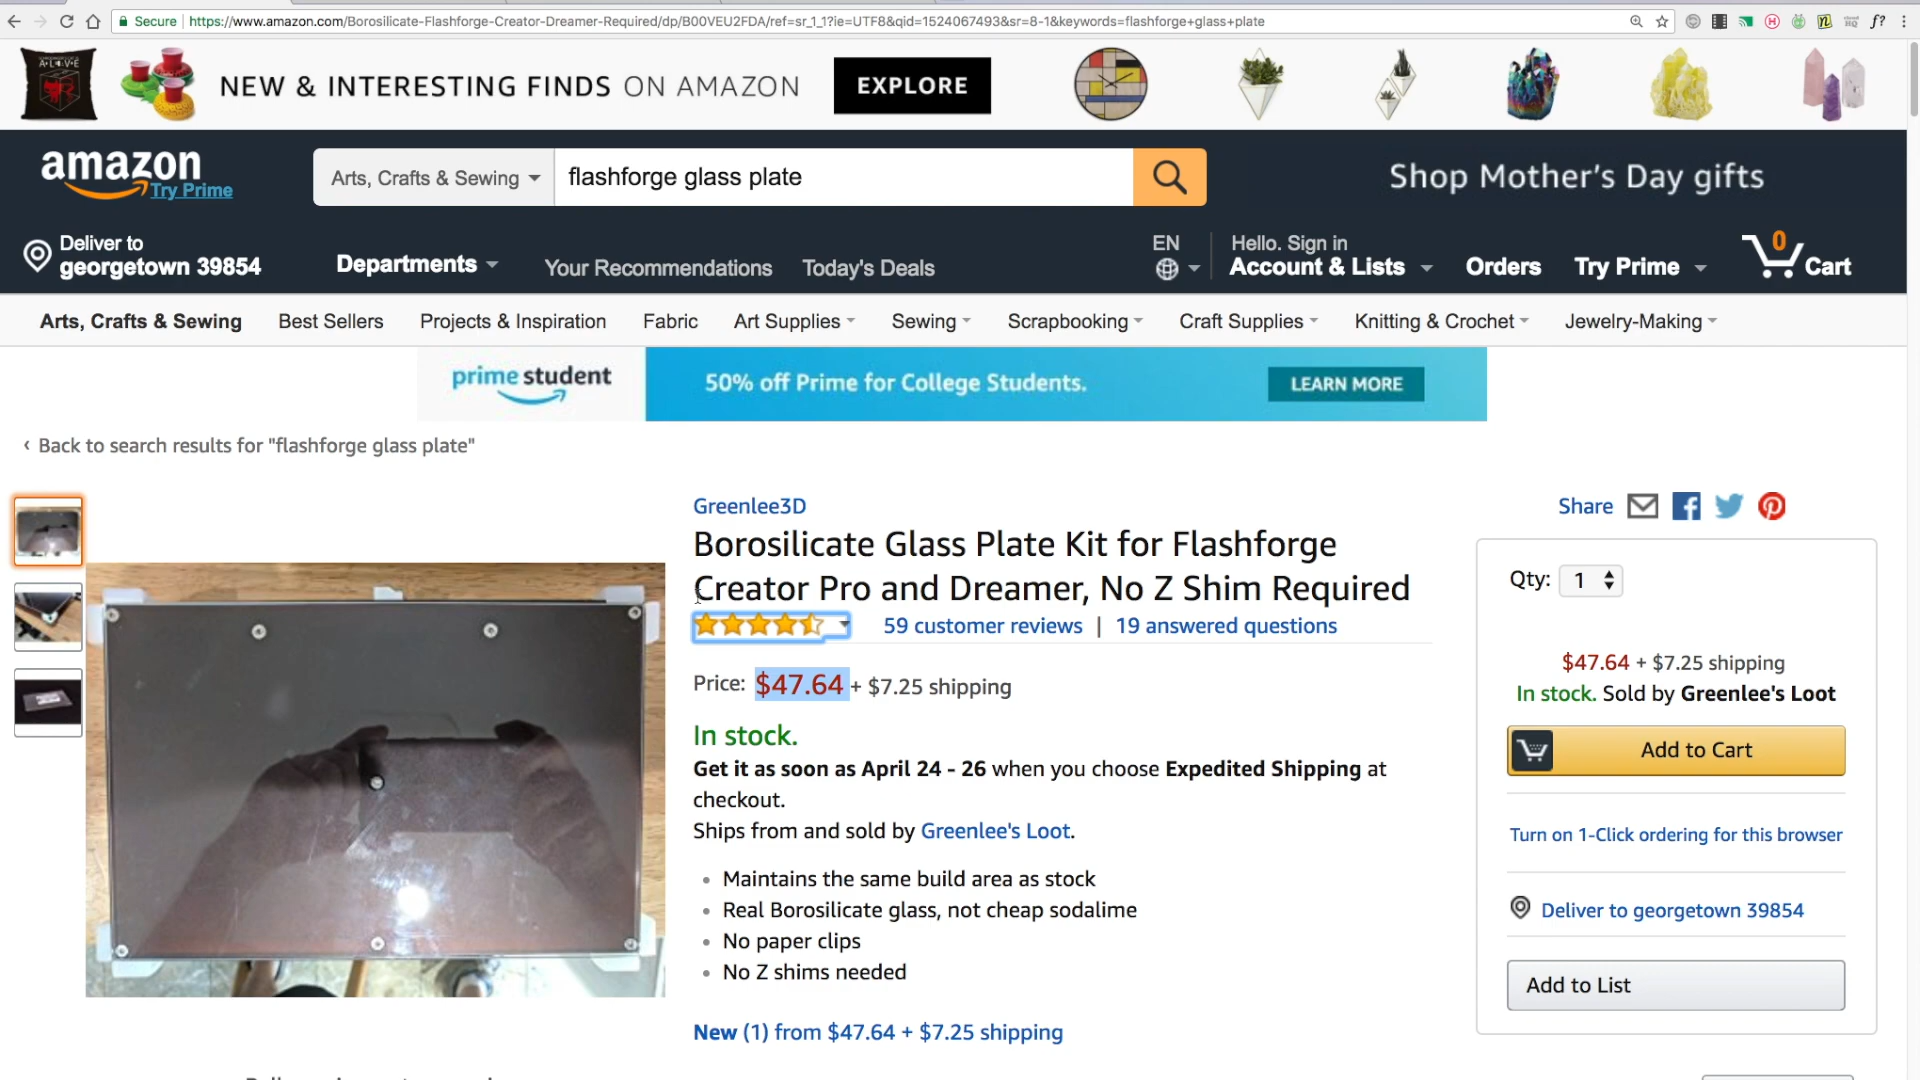 Secure | https://www.amazon.com/Borosilicate-Flashforge-Creator-Dreamer-Required/dp/B00VEU2FDA/ref=sr_1_1?ie=UTF8&qid=1524067493&sr=8-1&keywords=flashforge+glass+plate
NEW & INTERESTING FINDS ON AMAZON EXPLORE
amazon
Try Prime
Arts, Crafts & Sewing
flashforge glass plate
Shop Mother's Day gifts
Deliver to
georgetown 39854
Departments
Your Recommendations
Today's Deals
EN
Hello. Sign in
Account & Lists
Orders
Try Prime
0
Cart
Arts, Crafts & Sewing
Best Sellers
Projects & Inspiration
Fabric
Art Supplies
Sewing
Scrapbooking
Craft Supplies
Knitting & Crochet
Jewelry-Making
prime student
50% off Prime for College Students.
LEARN MORE
‹ Back to search results for "flashforge glass plate"
Greenlee3D
Borosilicate Glass Plate Kit for Flashforge
Creator Pro and Dreamer, No Z Shim Required
59 customer reviews | 19 answered questions
Price: $47.64 + $7.25 shipping
In stock.
Get it as soon as April 24 - 26 when you choose Expedited Shipping at
checkout.
Ships from and sold by Greenlee's Loot.
Maintains the same build area as stock
Real Borosilicate glass, not cheap sodalime
No paper clips
No Z shims needed
New (1) from $47.64 + $7.25 shipping
Share
Qty: 1
$47.64 + $7.25 shipping
In stock. Sold by Greenlee's Loot
Add to Cart
Turn on 1-Click ordering for this browser
Deliver to georgetown 39854
Add to List